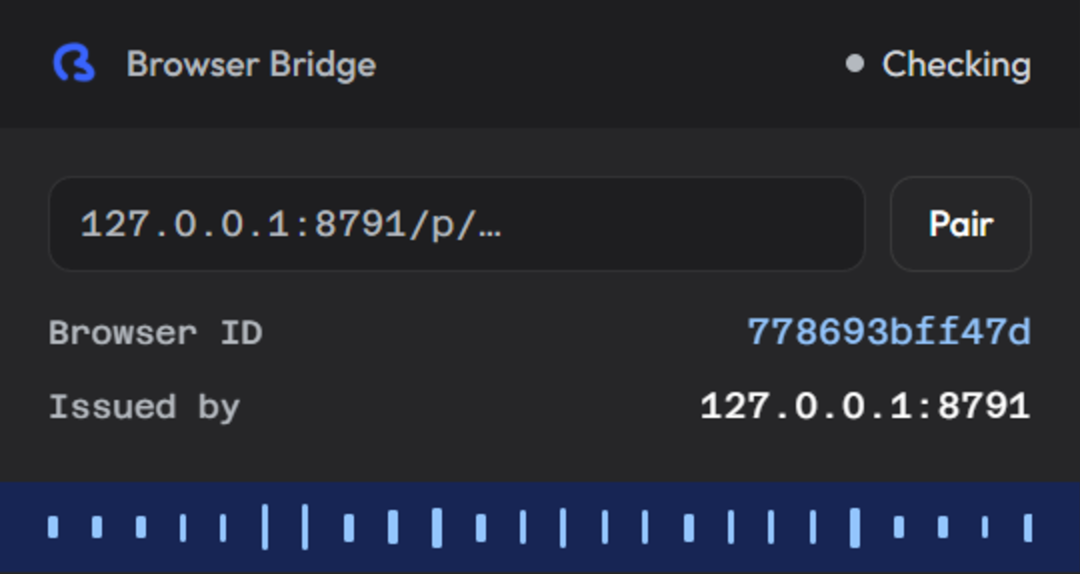 Browser Bridge
Checking
127.0.0.1:8791/p/…
Pair
Browser ID
778693bff47d
Issued by
127.0.0.1:8791